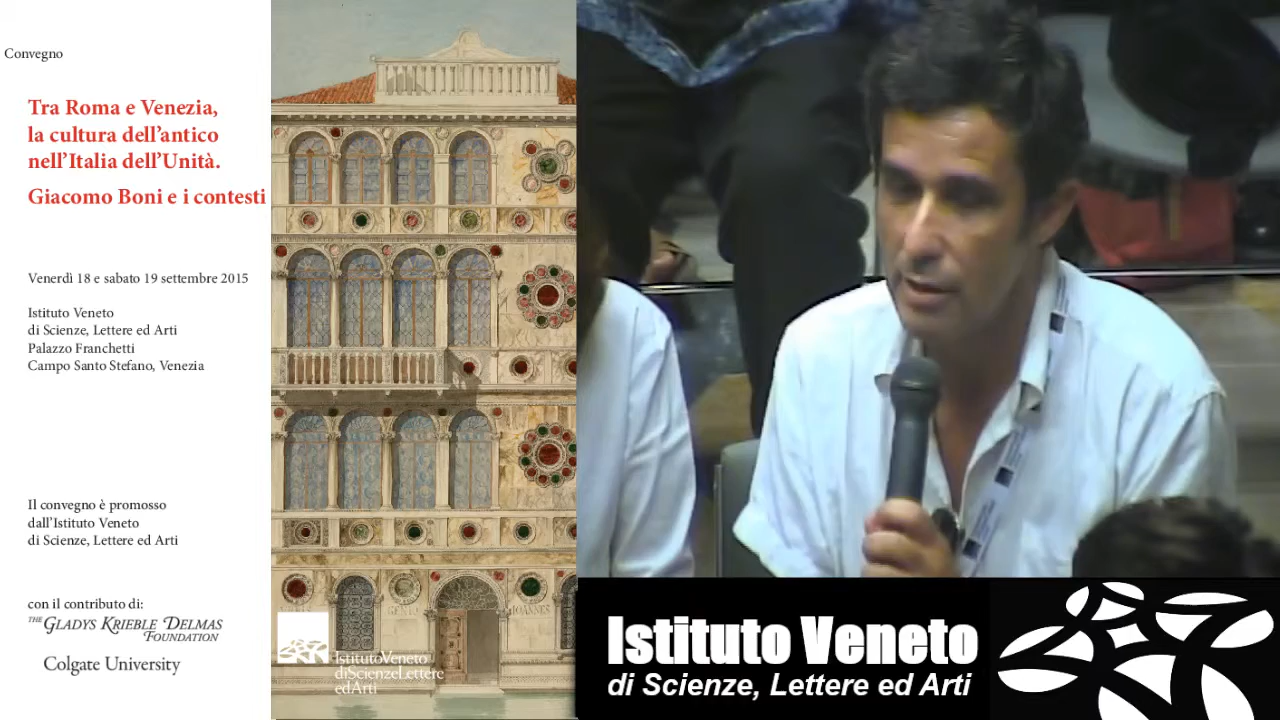 Convegno
Tra Roma e Venezia,
la cultura dell'antico
nell'Italia dell'Unità.
Giacomo Boni e i contesti
Venerdì 18 e sabato 19 settembre 2015
Istituto Veneto
di Scienze, Lettere ed Arti
Palazzo Franchetti
Campo Santo Stefano, Venezia
Il convegno è promosso
dall'Istituto Veneto
di Scienze, Lettere ed Arti
con il contributo di:
THE GLADYS KRIEBLE DELMAS
FOUNDATION
Colgate University
GENIO
IOANNES
IstitutoVeneto
diScienzeLettere
edArti
Istituto Veneto
di Scienze, Lettere ed Arti